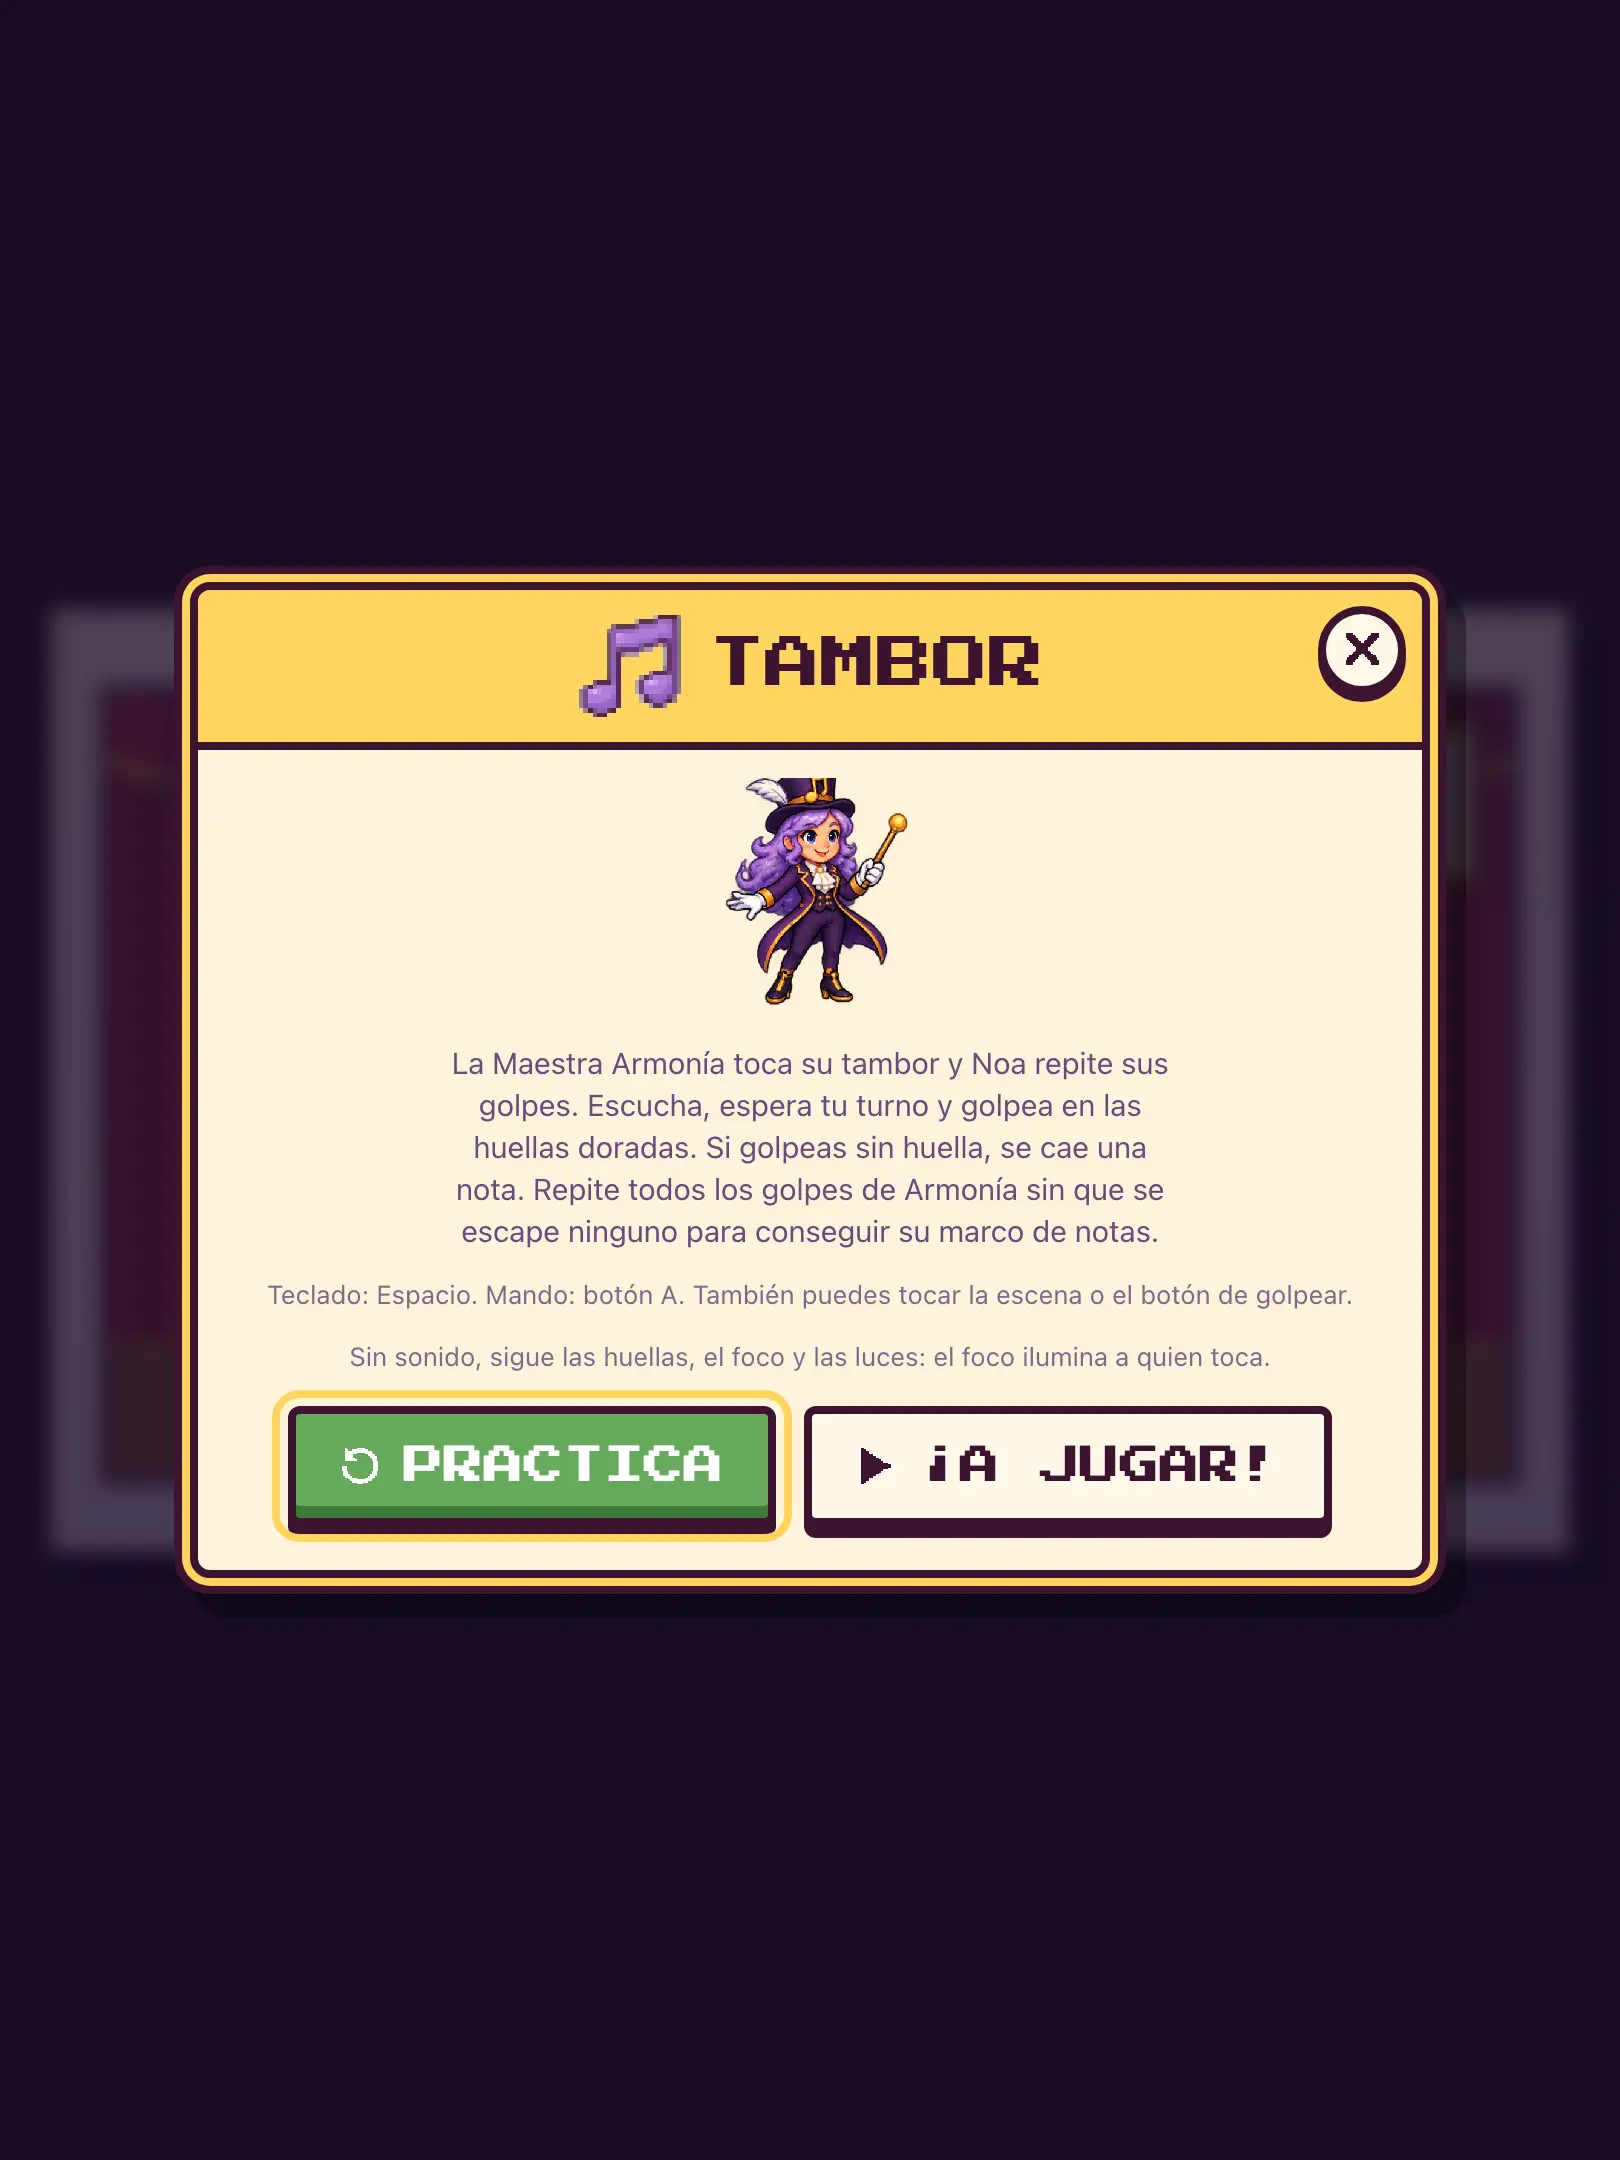 TAMBOR
La Maestra Armonía toca su tambor y Noa repite sus
golpes. Escucha, espera tu turno y golpea en las
huellas doradas. Si golpeas sin huella, se cae una
nota. Repite todos los golpes de Armonía sin que se
escape ninguno para conseguir su marco de notas.
Teclado: Espacio. Mando: botón A. También puedes tocar la escena o el botón de golpear.
Sin sonido, sigue las huellas, el foco y las luces: el foco ilumina a quien toca.
PRACTICA
¡A JUGAR!